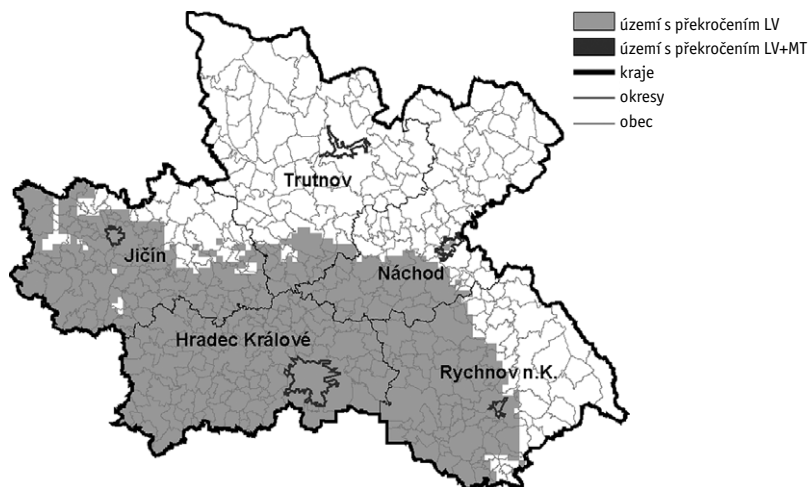 území s překročením LV
území s překročením LV+MT
kraje
okresy
obec
Trutnov
Jičín
Náchod
Hradec Králové
Rychnov n.K.